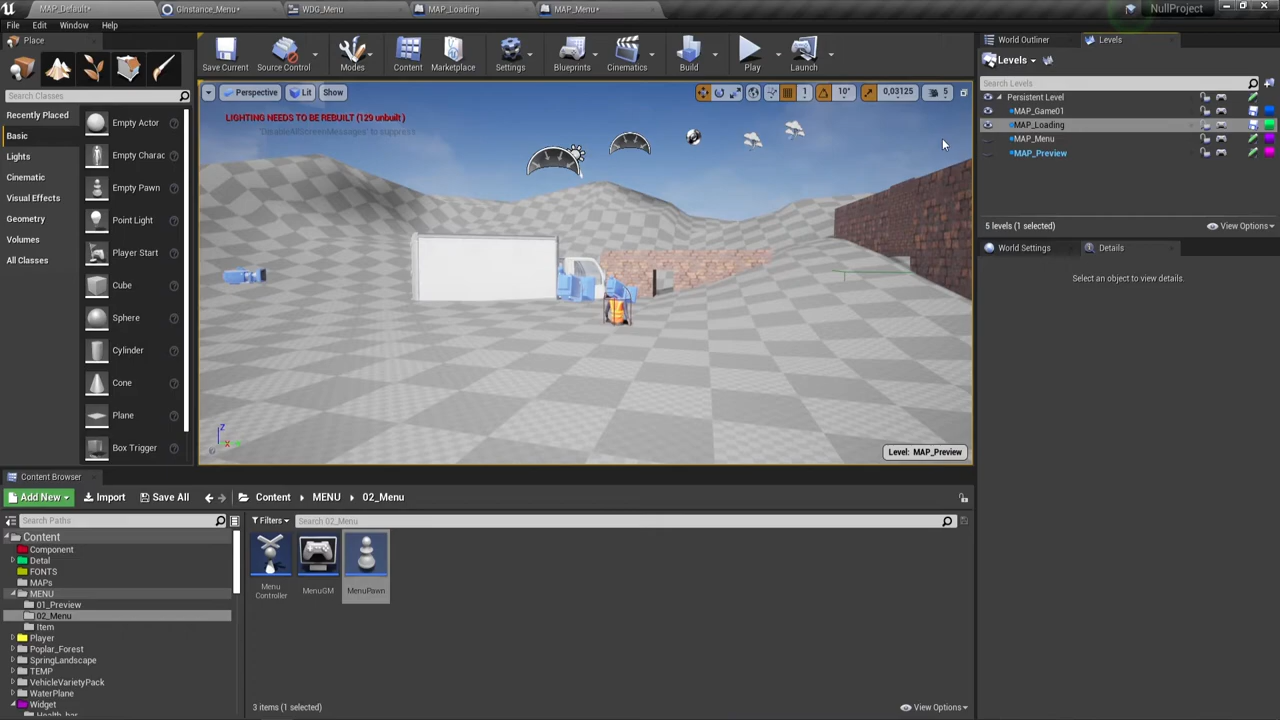 MAP_Default*
GInstance_Menu*
WDG_Menu
MAP_Loading
MAP_Menu*
NullProject
File Edit Window Help
Place
Search Classes
Recently Placed
Basic
Lights
Cinematic
Visual Effects
Geometry
Volumes
All Classes
Empty Actor
Empty Charac
Empty Pawn
Point Light
Player Start
Cube
Sphere
Cylinder
Cone
Plane
Box Trigger
Save Current
Source Control
Modes
Content
Marketplace
Settings
Blueprints
Cinematics
Build
Play
Launch
Perspective
Lit
Show
1
10°
0,03125
5
LIGHTING NEEDS TO BE REBUILT (129 unbuilt)
'DisableAllScreenMessages' to suppress
Z
X
Level: MAP_Preview
World Outliner
Levels
Levels
Search Levels
Persistent Level
MAP_Game01
MAP_Loading
MAP_Menu
MAP_Preview
5 levels (1 selected)
View Options
World Settings
Details
Select an object to view details.
Content Browser
Add New
Import
Save All
Content
MENU
02_Menu
Search Paths
Filters
Search 02_Menu
Content
Component
Detal
FONTS
MAPs
MENU
01_Preview
02_Menu
Item
Player
Poplar_Forest
SpringLandscape
TEMP
VehicleVarietyPack
WaterPlane
Widget
Health_bar
Menu
Controller
MenuGM
MenuPawn
3 items (1 selected)
View Options